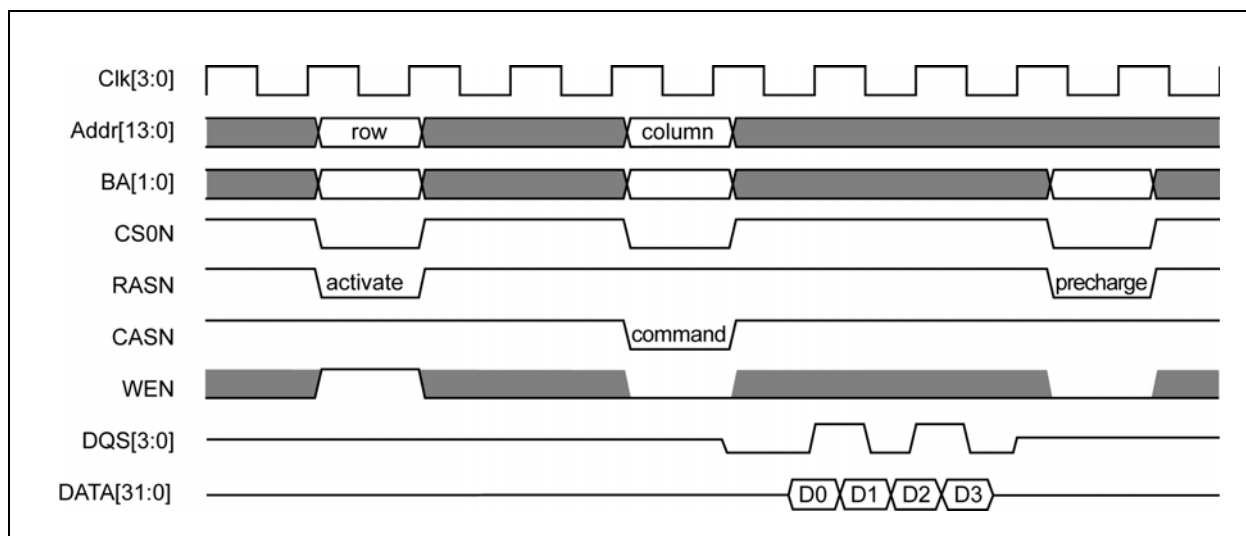 Clk[3:0]
Addr[13:0] row column
BA[1:0]
CS0N
RASN activate precharge
CASN command
WEN
DQS[3:0]
DATA[31:0] D0 D1 D2 D3